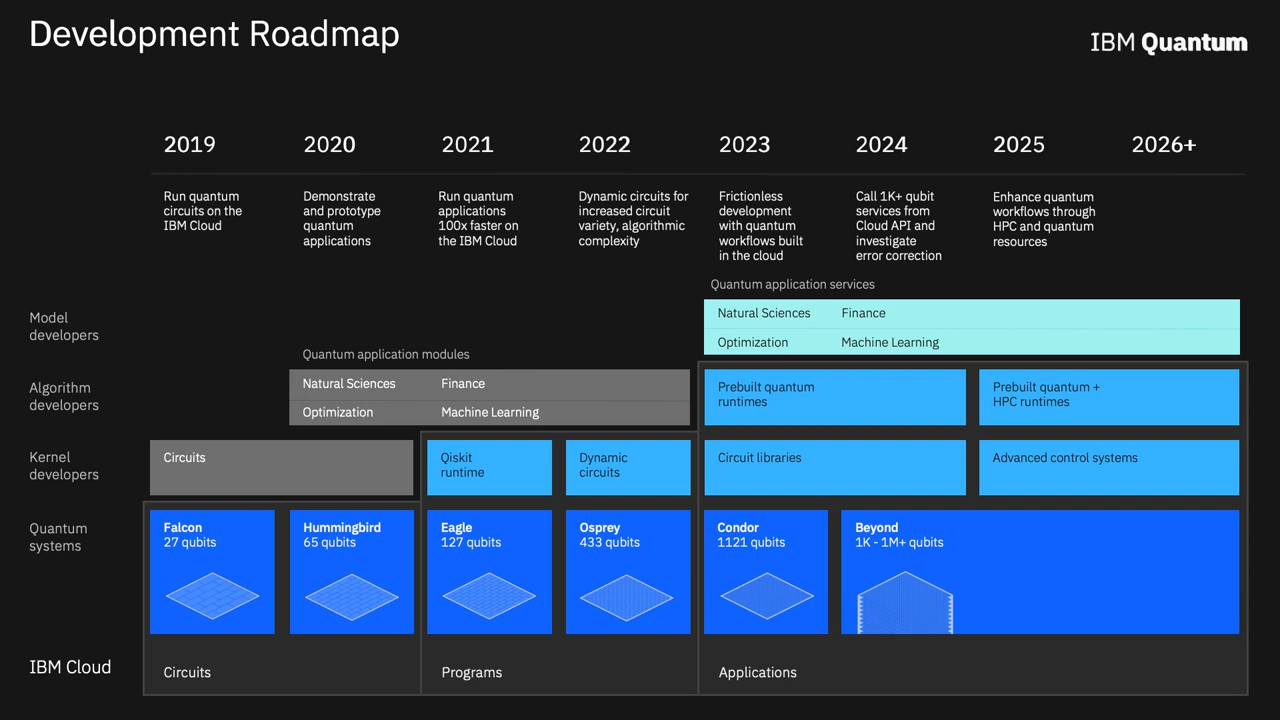 Development Roadmap
IBM Quantum
2019
2020
2021
2022
2023
2024
2025
2026+
Run quantum
circuits on the
IBM Cloud
Demonstrate
and prototype
quantum
applications
Run quantum
applications
100x faster on
the IBM Cloud
Dynamic circuits for
increased circuit
variety, algorithmic
complexity
Frictionless
development
with quantum
workflows built
in the cloud
Call 1K+ qubit
services from
Cloud API and
investigate
error correction
Enhance quantum
workflows through
HPC and quantum
resources
Model
developers
Quantum application services
Natural Sciences
Finance
Optimization
Machine Learning
Algorithm
developers
Quantum application modules
Natural Sciences
Finance
Optimization
Machine Learning
Prebuilt quantum
runtimes
Prebuilt quantum +
HPC runtimes
Kernel
developers
Circuits
Qiskit
runtime
Dynamic
circuits
Circuit libraries
Advanced control systems
Quantum
systems
Falcon
27 qubits
Hummingbird
65 qubits
Eagle
127 qubits
Osprey
433 qubits
Condor
1121 qubits
Beyond
1K - 1M+ qubits
IBM Cloud
Circuits
Programs
Applications